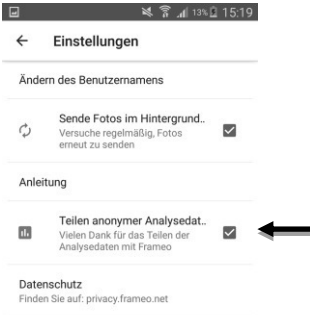 13% 15:19
Einstellungen
Ändern des Benutzernamens
Sende Fotos im Hintergrund..
Versuche regelmäßig, Fotos
erneut zu senden
Anleitung
Teilen anonymer Analysedat..
Vielen Dank für das Teilen der
Analysedaten mit Frameo
Datenschutz
Finden Sie auf: privacy.frameo.net